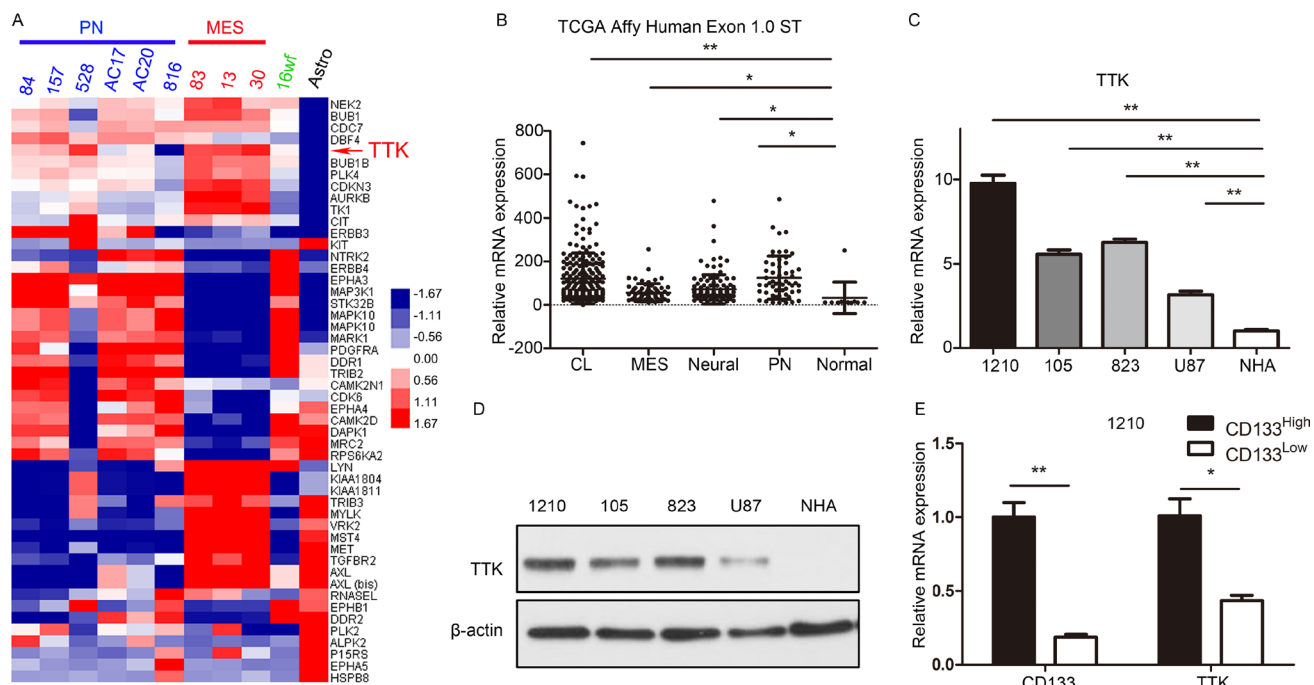 A
PN
MES
84
157
528
AC17
AC20
816
83
13
30
16wf
Astro
NEK2
BUB1
CDC7
DBF4
TTK
BUB1B
PLK4
CDKN3
AURKB
TK1
CIT
ERBB3
KIT
NTRK2
ERBB4
EPHA3
MAP3K1
STK32B
MAPK10
MAPK10
MARK1
PDGFRA
DDR1
TRIB2
CAMK2N1
CDK6
EPHA4
CAMK2D
DAPK1
MRC2
RPS6KA2
LYN
KIAA1804
KIAA1811
TRIB3
MYLK
VRK2
MST4
MET
TGFBR2
AXL
AXL (bis)
RNASEL
EPHB1
DDR2
PLK2
ALPK2
P15RS
EPHA5
HSPB8
-1.67
-1.11
-0.56
0.00
0.56
1.11
1.67
B
TCGA Affy Human Exon 1.0 ST
**
*
*
*
Relative mRNA expression
800
600
400
200
0
-200
CL
MES
Neural
PN
Normal
C
TTK
**
**
**
**
Relative mRNA expression
10
5
0
1210
105
823
U87
NHA
D
1210
105
823
U87
NHA
TTK
β-actin
E
1210
CD133High
CD133Low
Relative mRNA expression
1.5
1.0
0.5
0.0
**
*
CD133
TTK